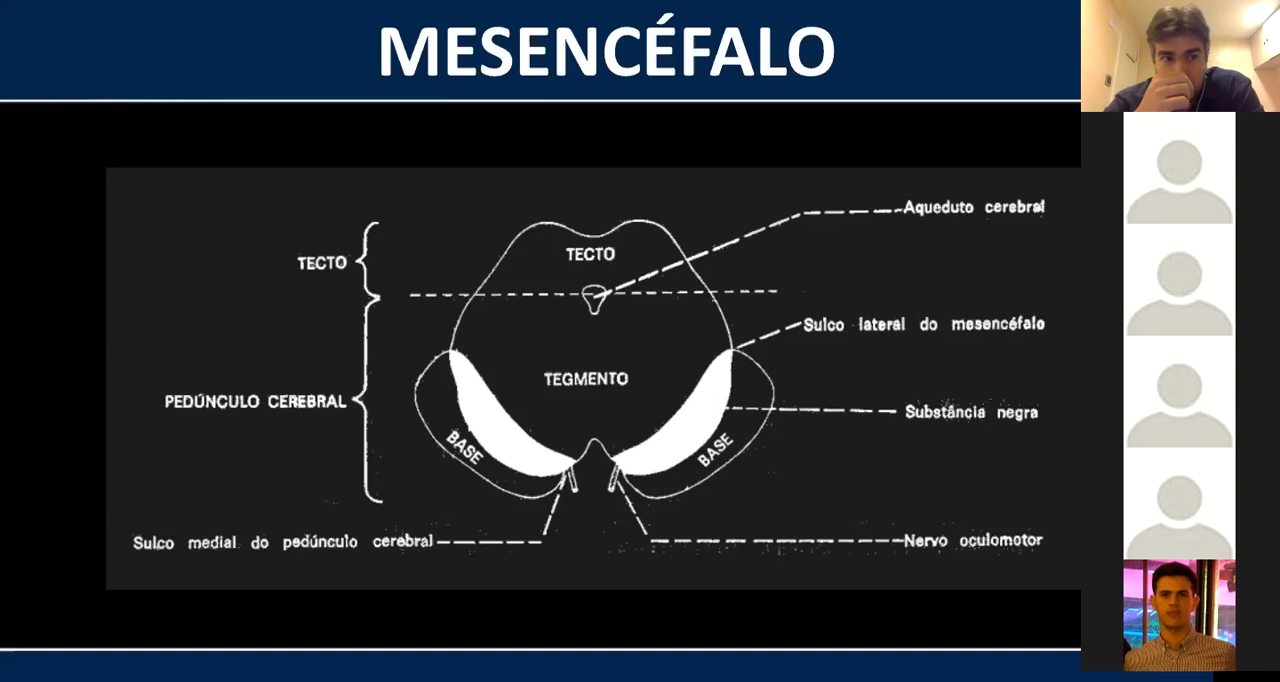 MESENCÉFALO
Aqueduto cerebral
TECTO
TECTO
Sulco lateral do mesencéfalo
TEGMENTO
PEDÚNCULO CEREBRAL
Substância negra
BASE
BASE
Sulco medial do pedúnculo cerebral
Nervo oculomotor